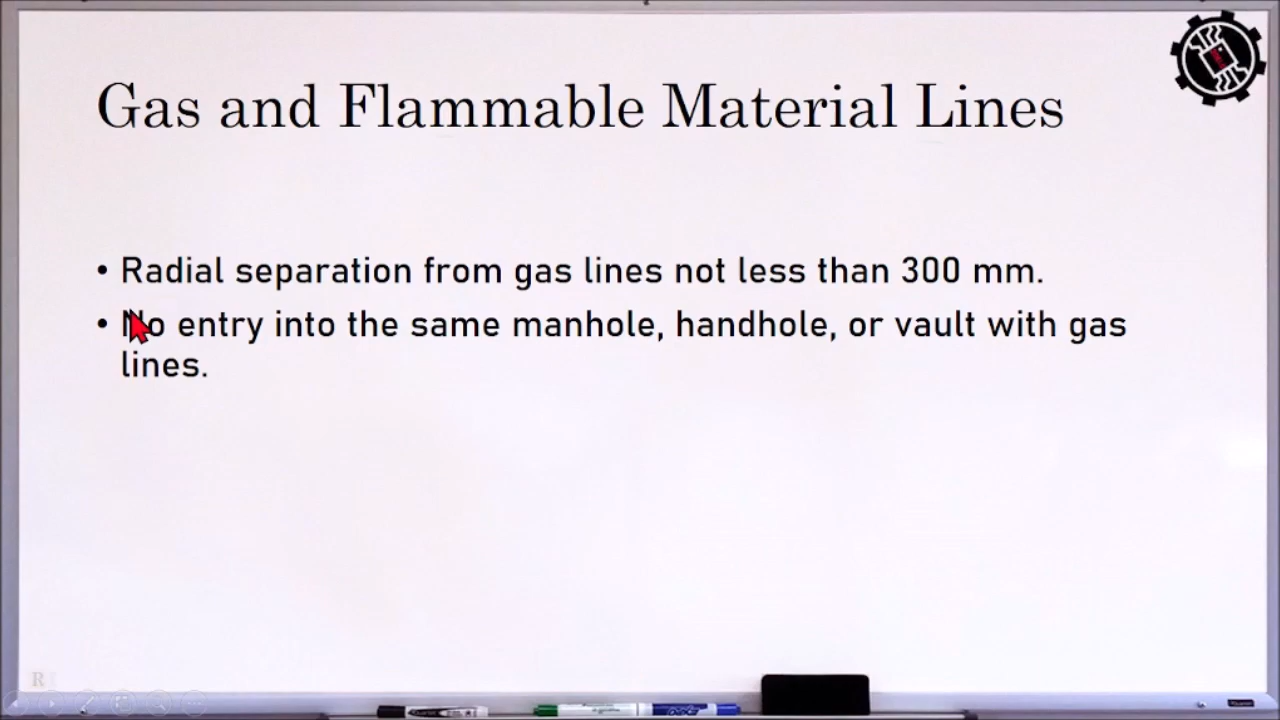 Gas and Flammable Material Lines
• Radial separation from gas lines not less than 300 mm.
• No entry into the same manhole, handhole, or vault with gas
lines.
R